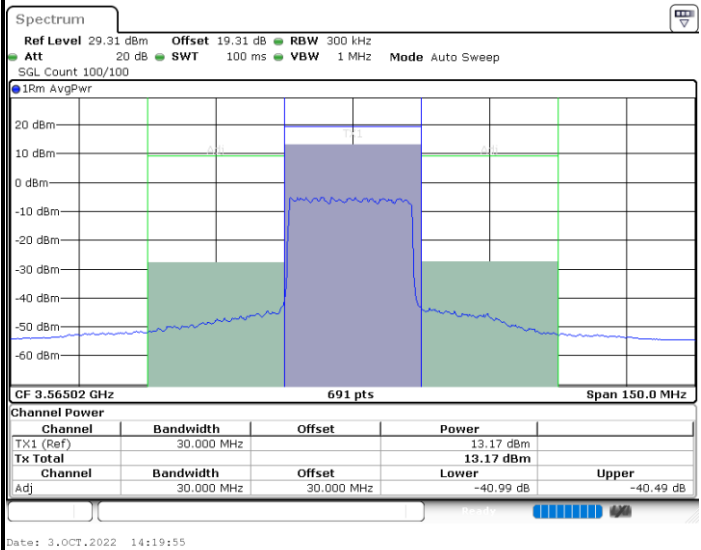 Spectrum
Ref Level 29.31 dBm Offset 19.31 dB RBW 300 kHz
Att 20 dB SWT 100 ms VBW 1 MHz Mode Auto Sweep
SGL Count 100/100
1Rm AvgPwr
20 dBm
TX1
Adj Adj
10 dBm
0 dBm
-10 dBm
-20 dBm
-30 dBm
-40 dBm
-50 dBm
-60 dBm
CF 3.56502 GHz 691 pts Span 150.0 MHz
Channel Power
Channel Bandwidth Offset Power
TX1 (Ref) 30.000 MHz 13.17 dBm
Tx Total 13.17 dBm
Channel Bandwidth Offset Lower Upper
Adj 30.000 MHz 30.000 MHz -40.99 dB -40.49 dB
Ready
Date: 3.OCT.2022 14:19:55